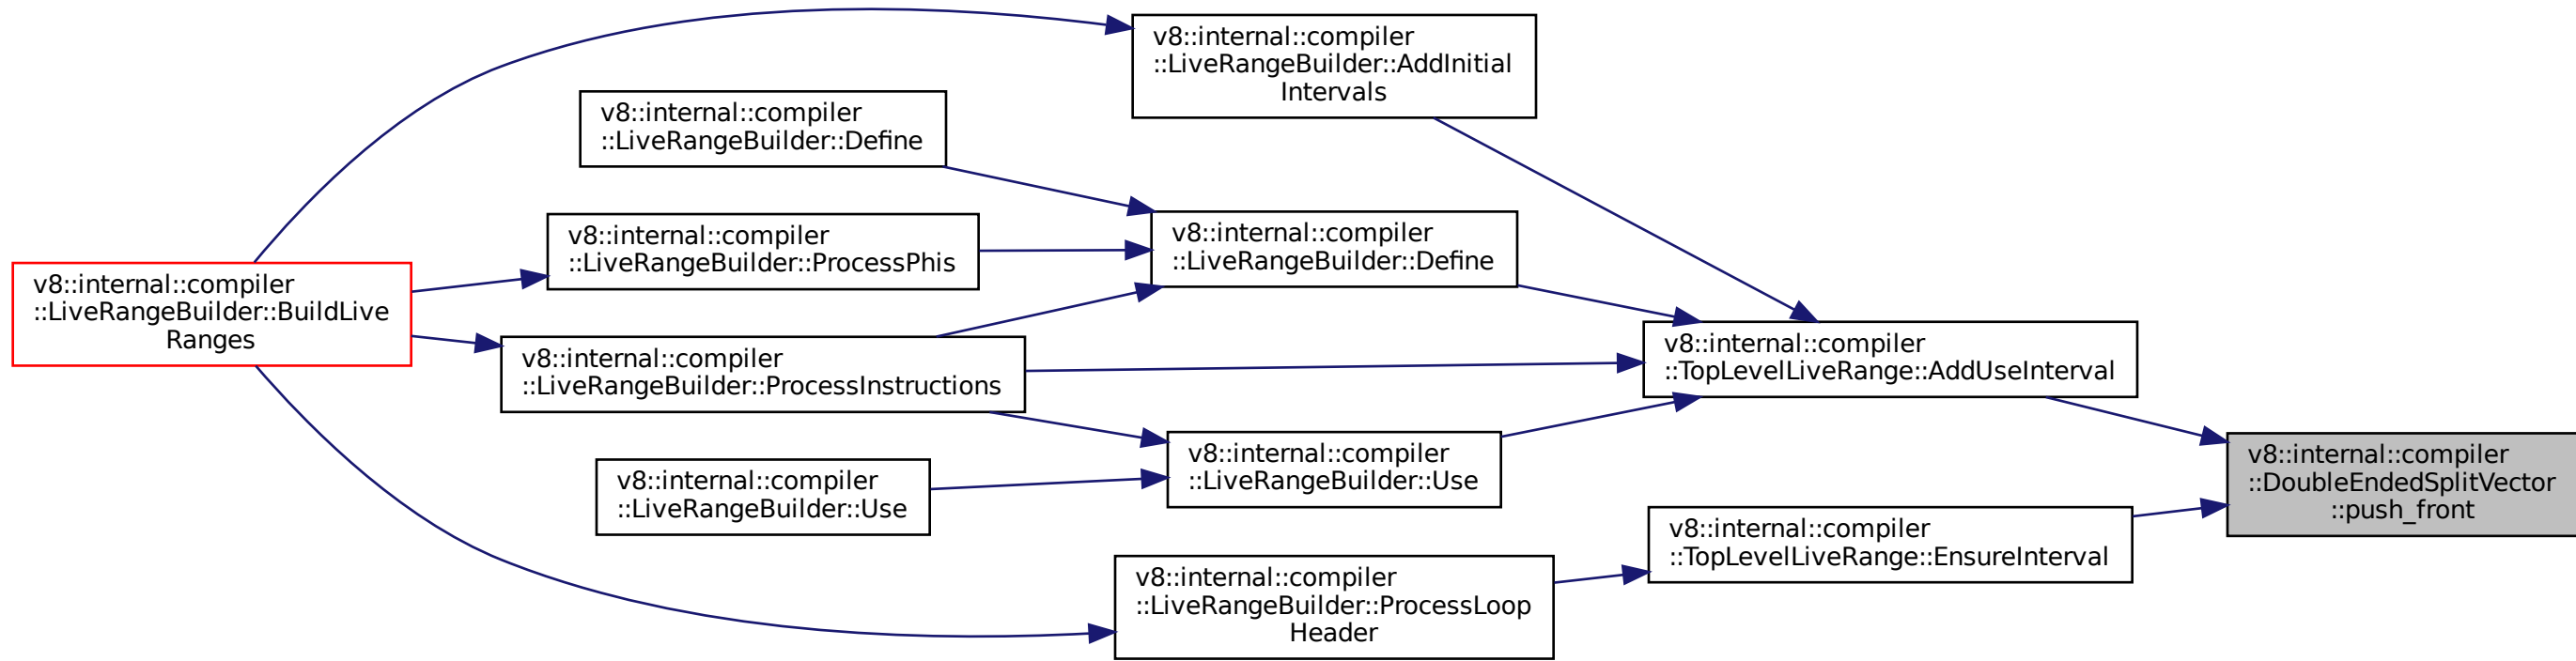 v8::internal::compiler
::LiveRangeBuilder::AddInitial
Intervals
v8::internal::compiler
::LiveRangeBuilder::Define
v8::internal::compiler
::LiveRangeBuilder::ProcessPhis
v8::internal::compiler
::LiveRangeBuilder::Define
v8::internal::compiler
::LiveRangeBuilder::BuildLive
Ranges
v8::internal::compiler
::LiveRangeBuilder::ProcessInstructions
v8::internal::compiler
::TopLevelLiveRange::AddUseInterval
v8::internal::compiler
::LiveRangeBuilder::Use
v8::internal::compiler
::LiveRangeBuilder::Use
v8::internal::compiler
::DoubleEndedSplitVector
::push_front
v8::internal::compiler
::TopLevelLiveRange::EnsureInterval
v8::internal::compiler
::LiveRangeBuilder::ProcessLoop
Header